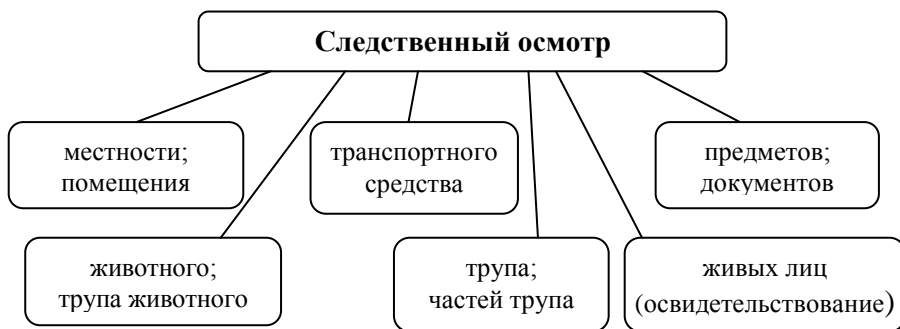 Следственный осмотр
местности;
помещения
транспортного
средства
предметов;
документов
животного;
трупа животного
трупа;
частей трупа
живых лиц
(освидетельствование)